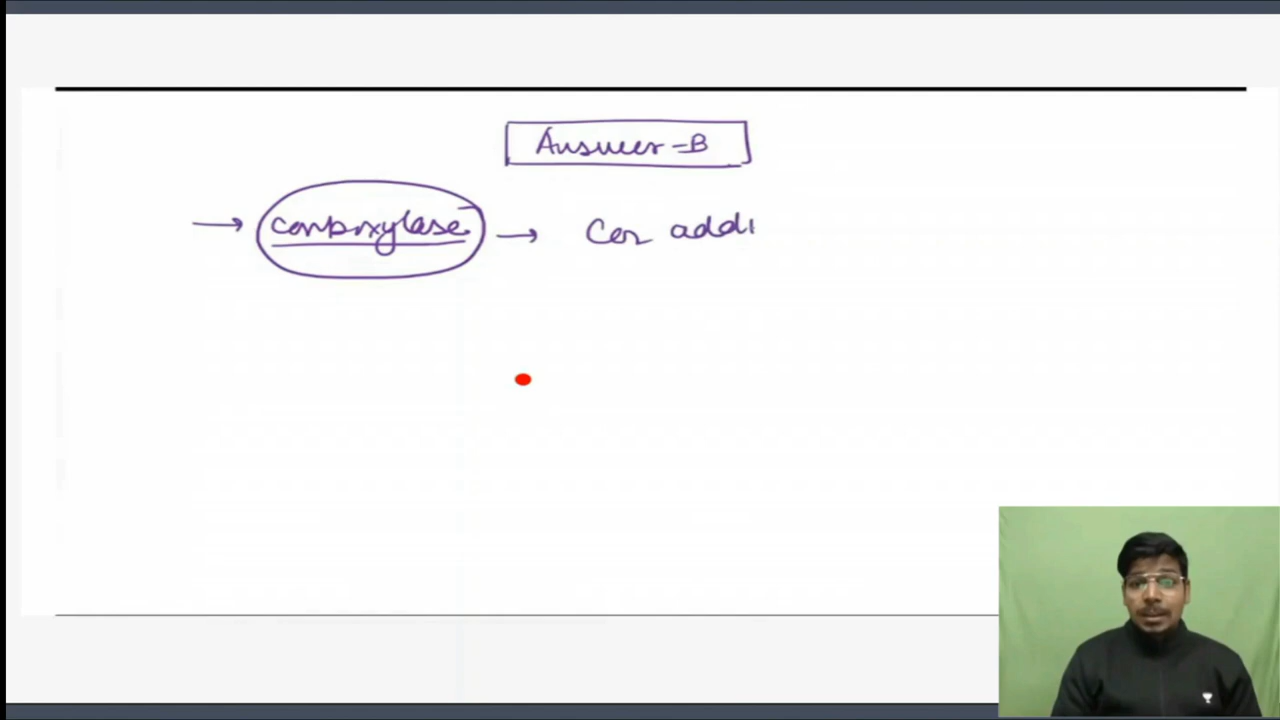 Answer-B
→ carboxylase → Co2 addi